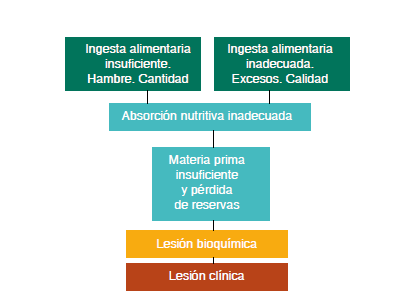 Ingesta alimentaria
insuficiente.
Hambre. Cantidad
Ingesta alimentaria
inadecuada.
Excesos. Calidad
Absorción nutritiva inadecuada
Materia prima
insuficiente
y pérdida
de reservas
Lesión bioquímica
Lesión clínica